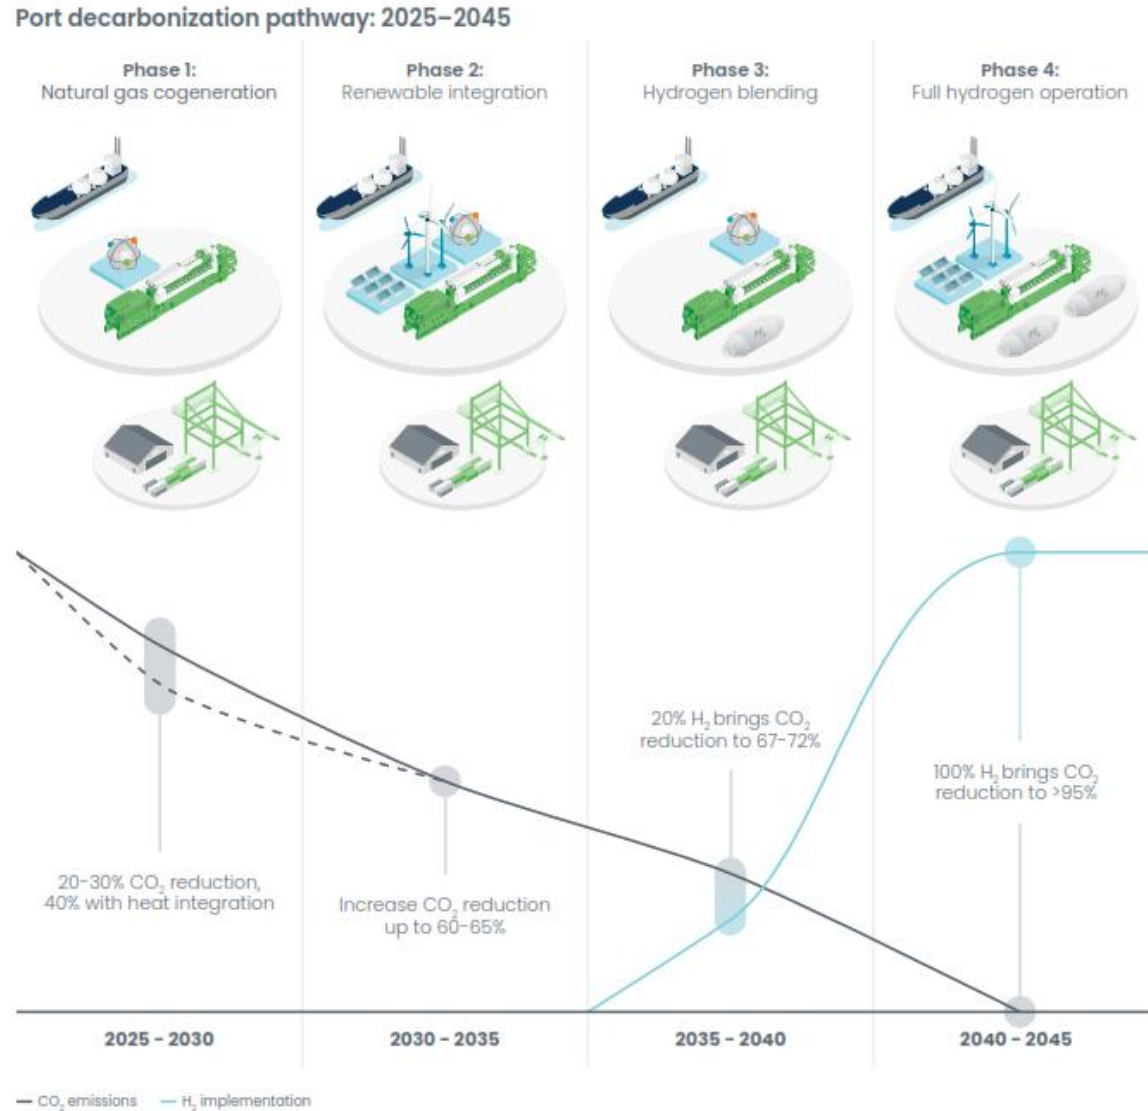 Port decarbonization pathway: 2025–2045
Phase 1:
Natural gas cogeneration
Phase 2:
Renewable integration
Phase 3:
Hydrogen blending
Phase 4:
Full hydrogen operation
H₂
H₂
H₂
20-30% CO₂ reduction,
40% with heat integration
Increase CO₂ reduction
up to 60-65%
20% H₂ brings CO₂
reduction to 67-72%
100% H₂ brings CO₂
reduction to >95%
2025 - 2030
2030 - 2035
2035 - 2040
2040 - 2045
CO₂ emissions
H₂ implementation